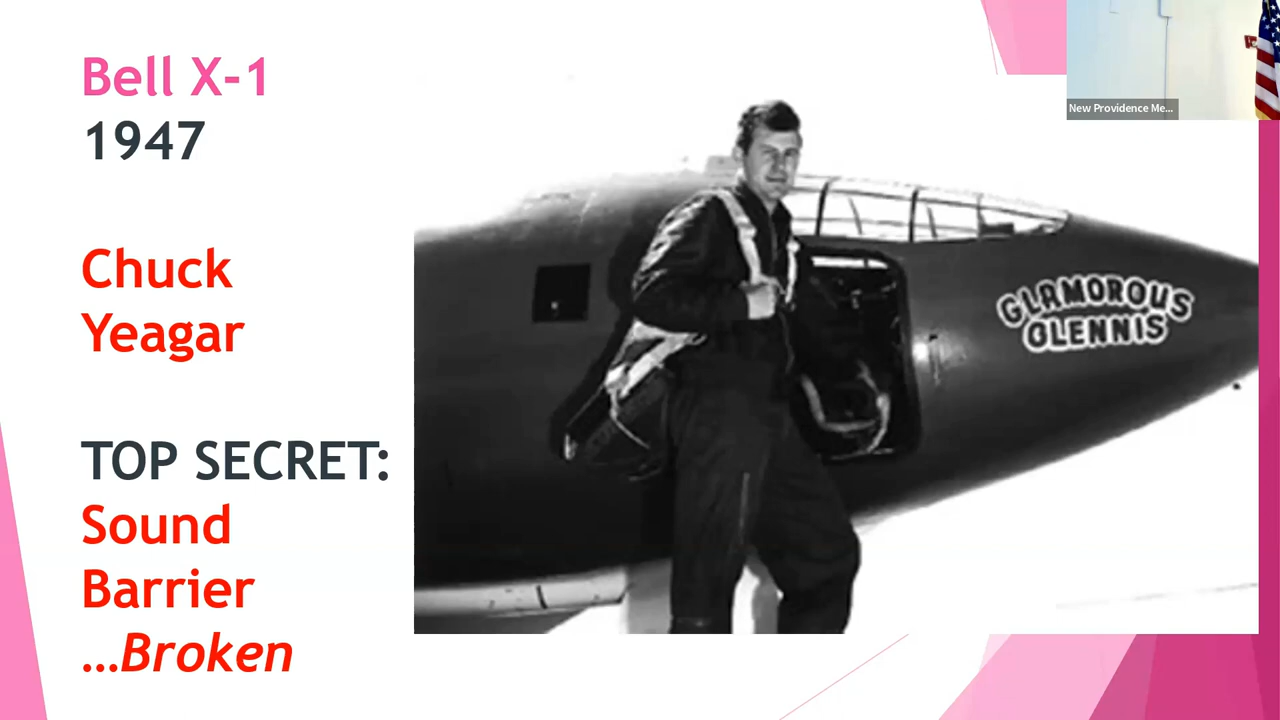 Bell X-1
1947
Chuck
Yeagar
TOP SECRET:
Sound
Barrier
...Broken
GLAMOROUS
GLENNIS
New Providence Me...